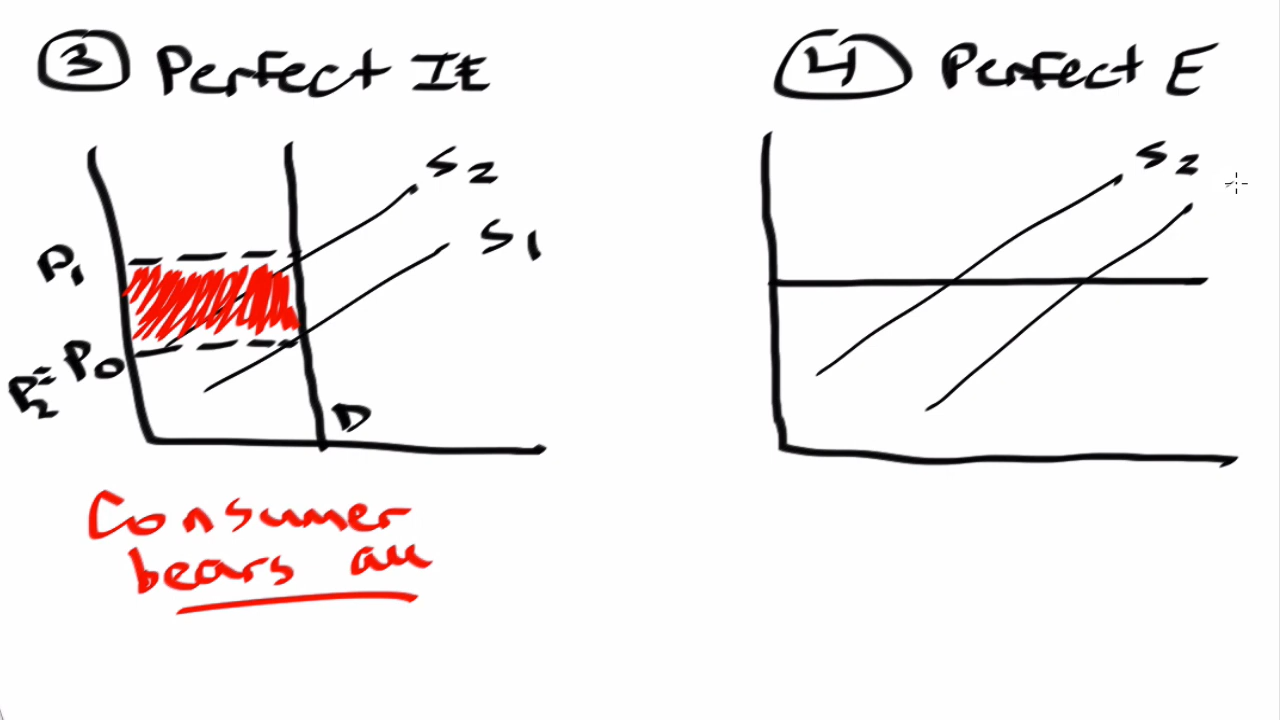 3 Perfect IE
4 Perfect E
S2
S1
P1
P0
P2=
D
S2
Consumer
bears all